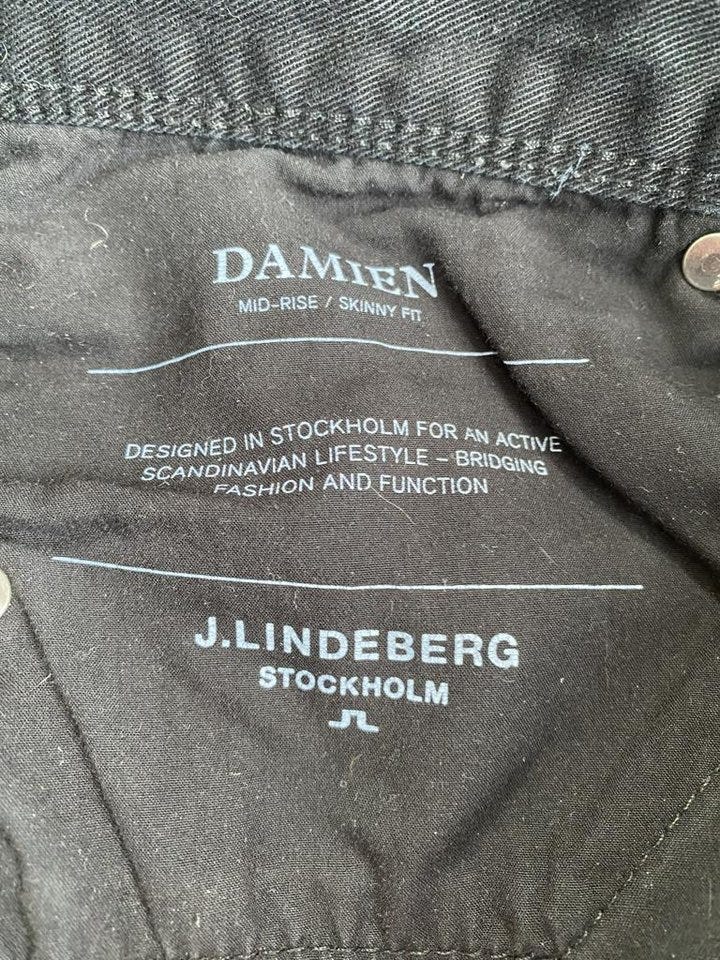 DAMIEN
MID-RISE / SKINNY FIT
DESIGNED IN STOCKHOLM FOR AN ACTIVE
SCANDINAVIAN LIFESTYLE – BRIDGING
FASHION AND FUNCTION
J.LINDEBERG
STOCKHOLM